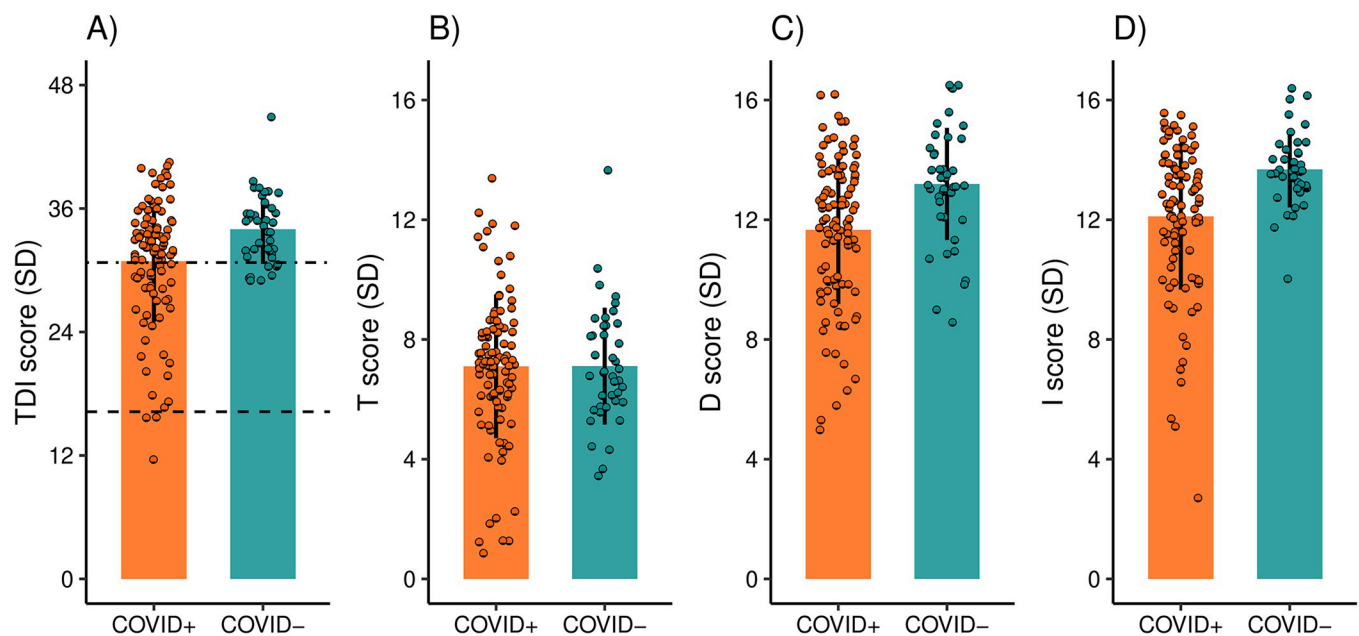 A)
TDI score (SD)
48
36
24
12
0
COVID+ COVID−
B)
T score (SD)
16
12
8
4
0
COVID+ COVID−
C)
D score (SD)
16
12
8
4
0
COVID+ COVID−
D)
I score (SD)
16
12
8
4
0
COVID+ COVID−